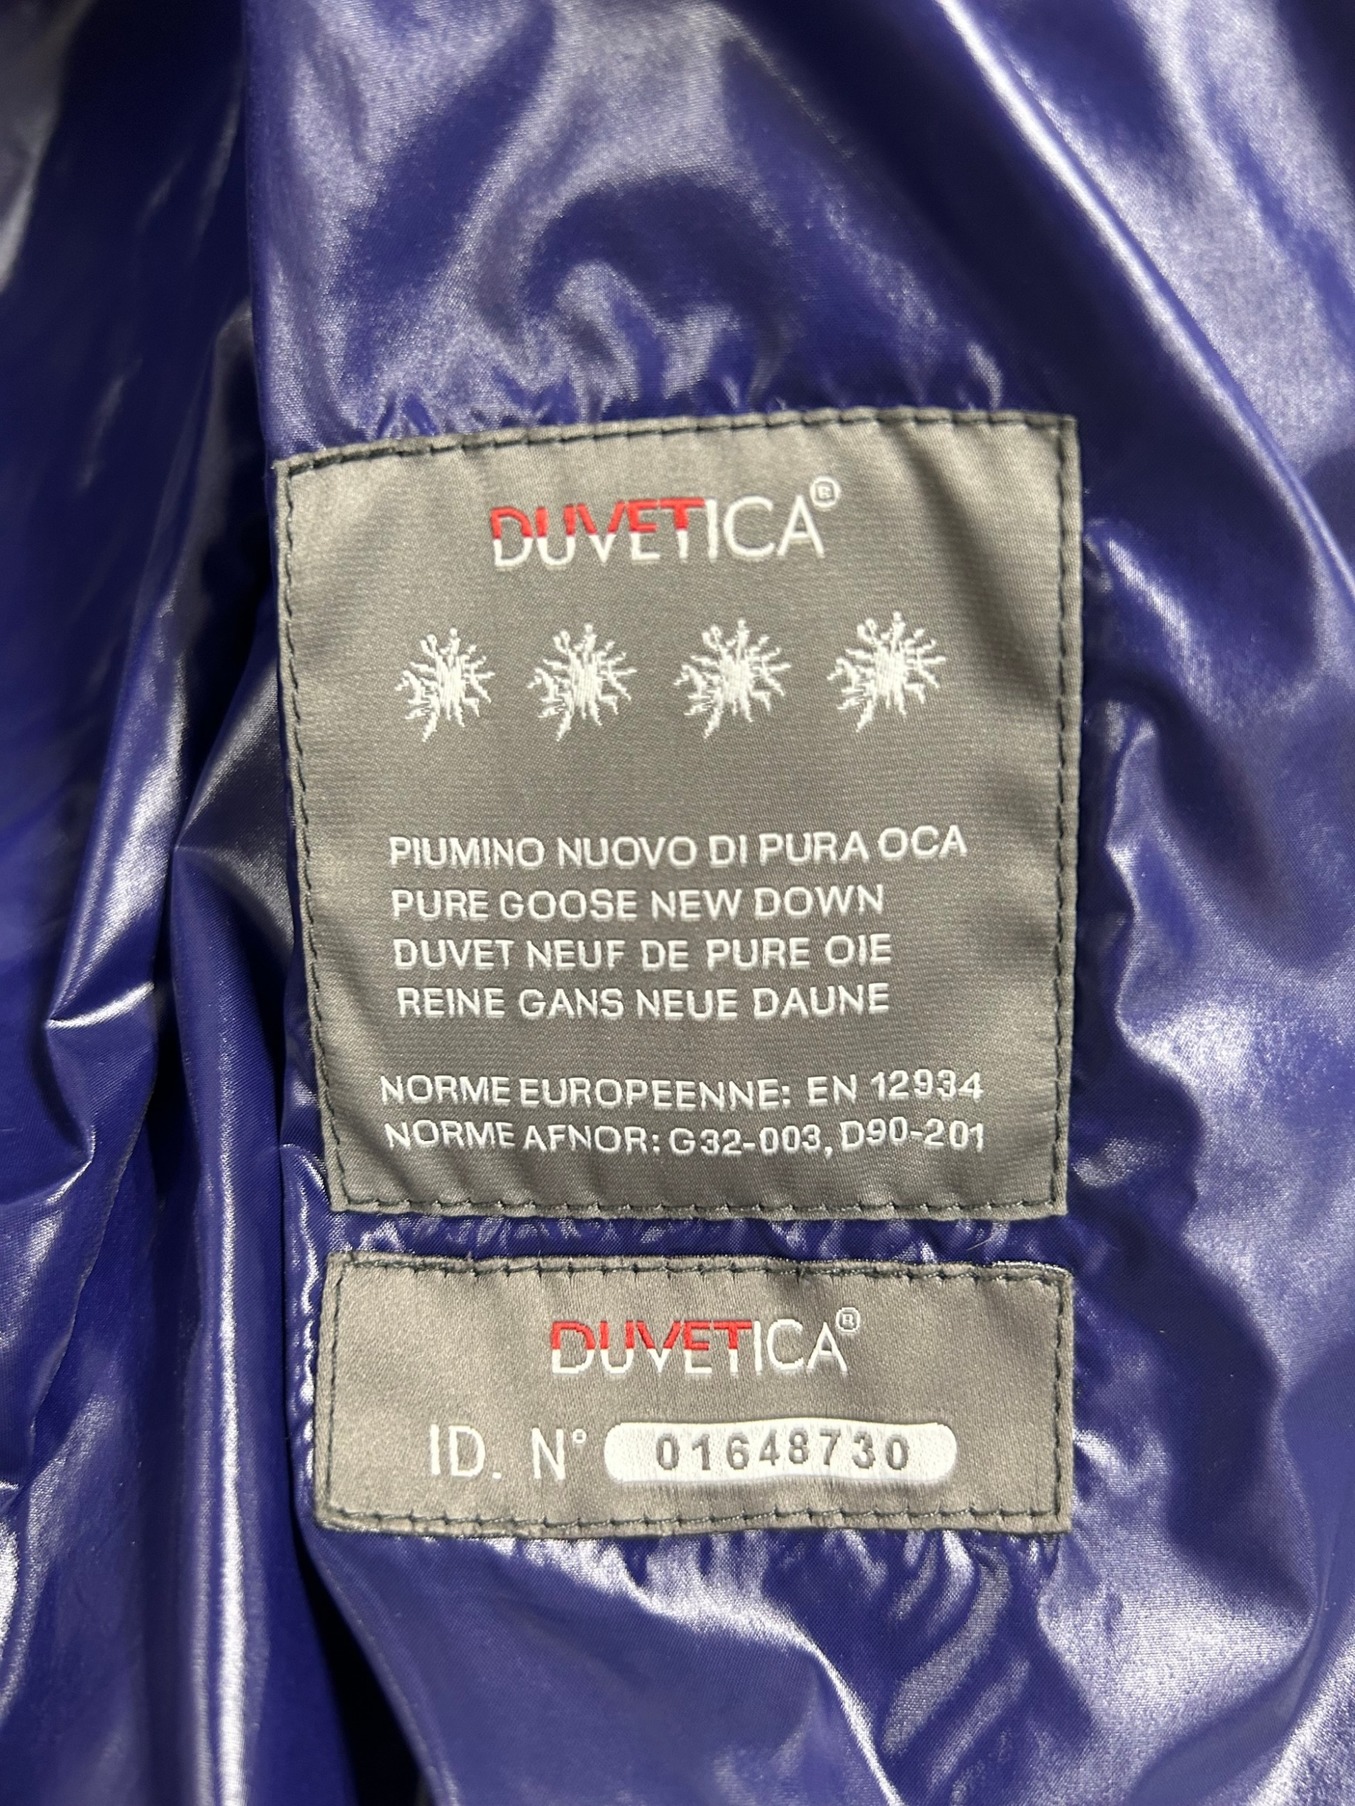 DUVETICA®
PIUMINO NUOVO DI PURA OCA
PURE GOOSE NEW DOWN
DUVET NEUF DE PURE OIE
REINE GANS NEUE DAUNE
NORME EUROPEENNE: EN 12934
NORME AFNOR: G32-003, D90-201
DUVETICA®
ID. N° 01648730